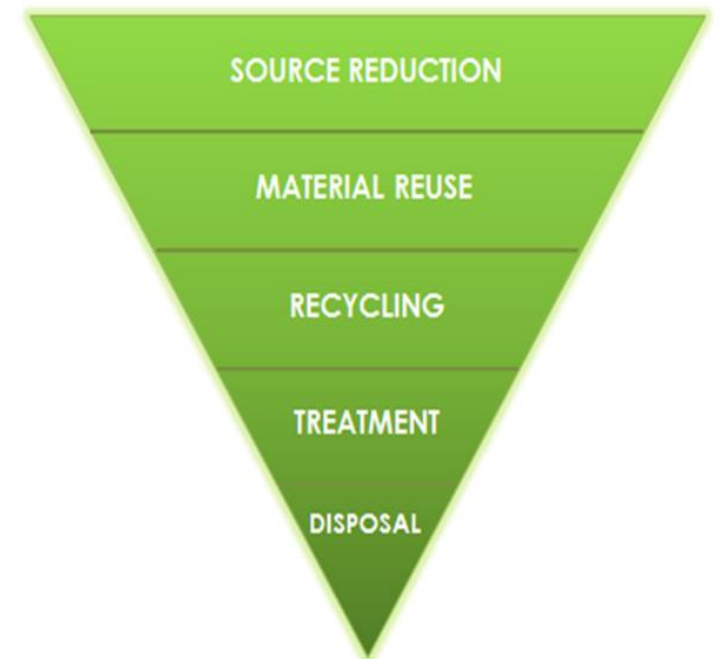 SOURCE REDUCTION
MATERIAL REUSE
RECYCLING
TREATMENT
DISPOSAL